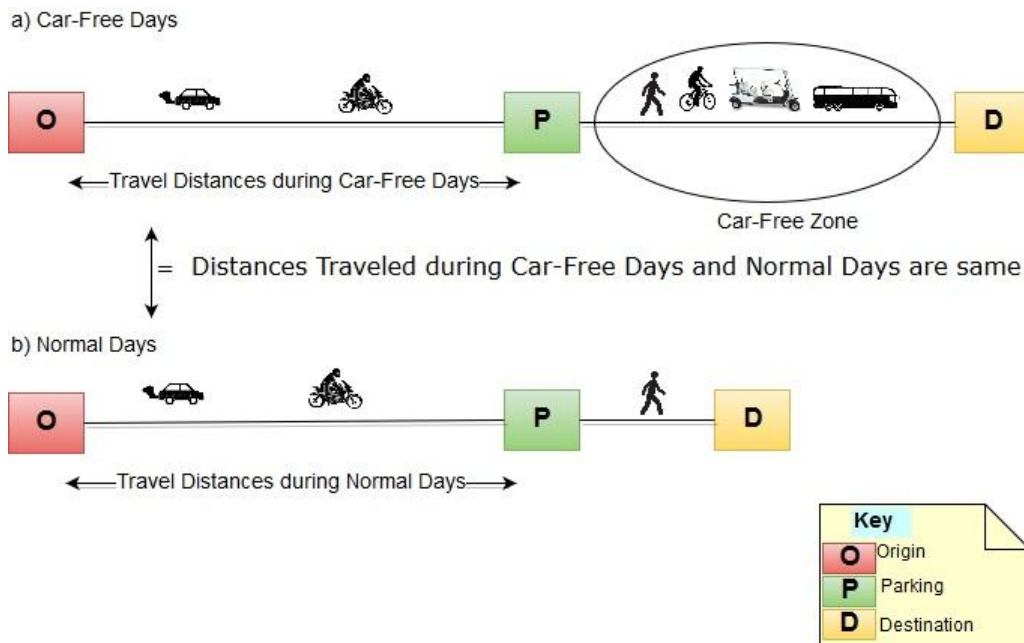 a) Car-Free Days
O
P
D
Travel Distances during Car-Free Days
Car-Free Zone
= Distances Traveled during Car-Free Days and Normal Days are same
b) Normal Days
O
P
D
Travel Distances during Normal Days
Key
O Origin
P Parking
D Destination